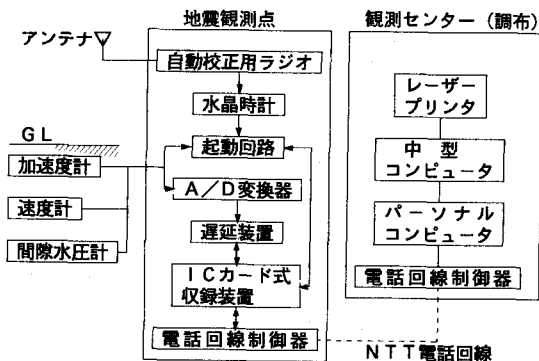 地震観測点
観測センター（調布）
アンテナ
自動校正用ラジオ
水晶時計
GL
起動回路
加速度計
A／D変換器
速度計
遅延装置
間隙水圧計
ICカード式
収録装置
電話回線制御器
レーザー
プリンタ
中型
コンピュータ
パーソナル
コンピュータ
電話回線制御器
NTT電話回線